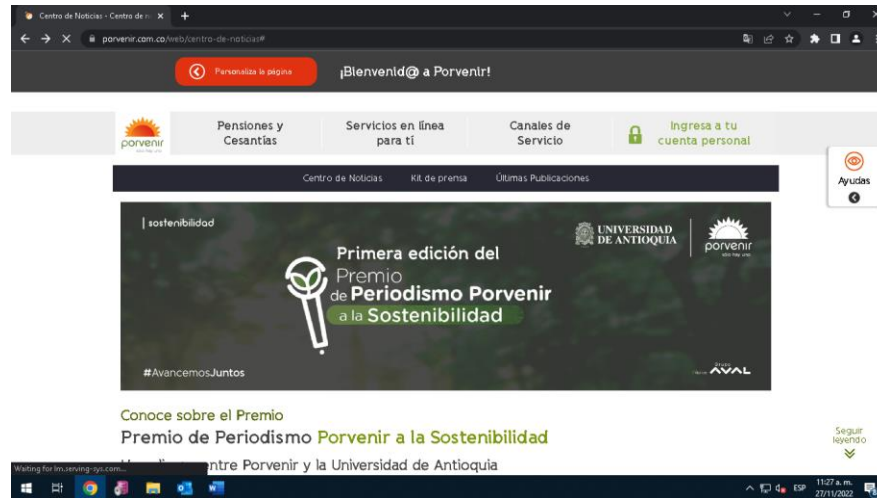 Centro de Noticias - Centro de n
porvenir.com.co/web/centro-de-noticias#
Personaliza la página
¡Bienvenid@ a Porvenir!
porvenir
Pensiones y
Cesantías
Servicios en línea
para tí
Canales de
Servicio
Ingresa a tu
cuenta personal
Ayudas
Centro de Noticias
Kit de prensa
Últimas Publicaciones
sostenibilidad
UNIVERSIDAD
DE ANTIOQUIA
porvenir
Primera edición del
Premio
de Periodismo Porvenir
a la Sostenibilidad
#AvancemosJuntos
Grupo
AVAL
Conoce sobre el Premio
Premio de Periodismo Porvenir a la Sostenibilidad
entre Porvenir y la Universidad de Antioquia
Seguir
leyendo
Waiting for lm.serving-sys.com...
ESP
11:27 a. m.
27/11/2022